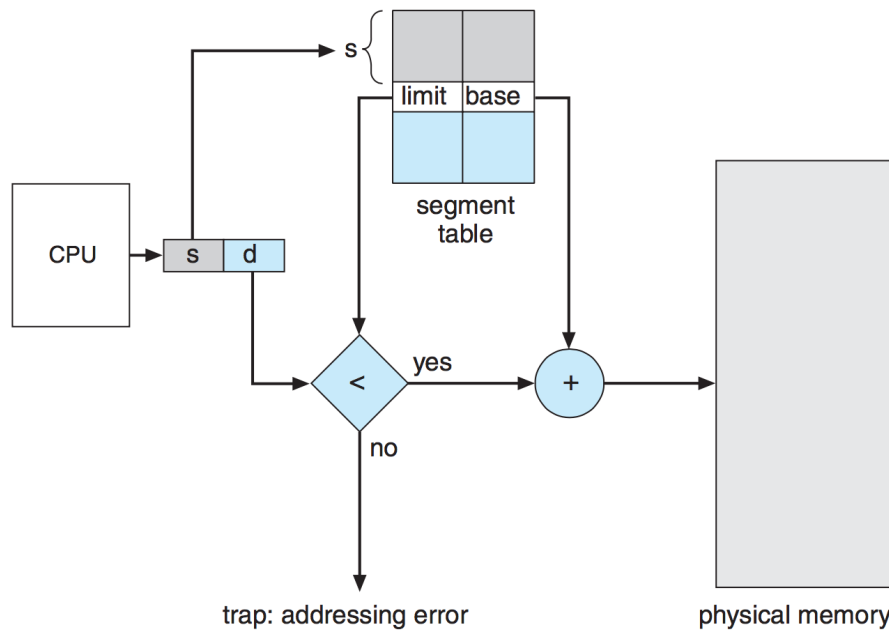 s
limit base
segment
table
CPU
s d
<
yes
+
no
trap: addressing error
physical memory